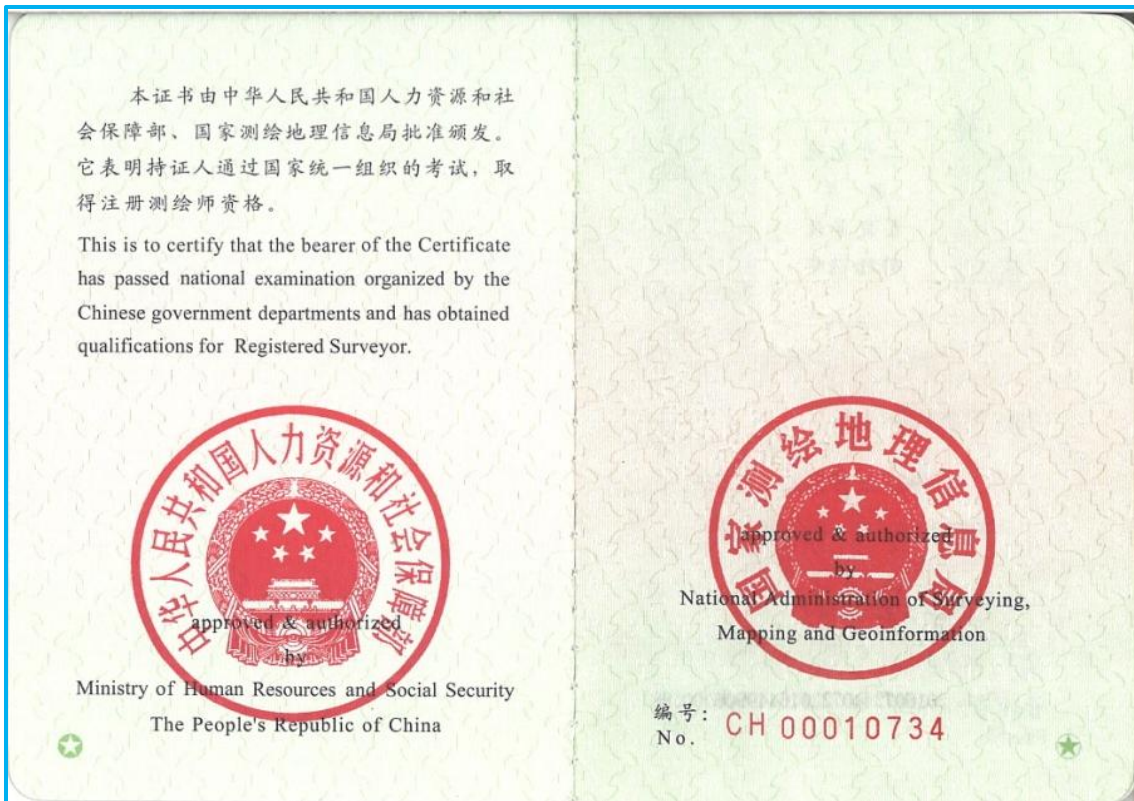 本证书由中华人民共和国人力资源和社
会保障部、国家测绘地理信息局批准颁发。
它表明持证人通过国家统一组织的考试，取
得注册测绘师资格。
This is to certify that the bearer of the Certificate
has passed national examination organized by the
Chinese government departments and has obtained
qualifications for Registered Surveyor.
中华人民共和国人力资源和社会保障部
approved & authorized
by
Ministry of Human Resources and Social Security
The People's Republic of China
国家测绘地理信息局
approved & authorized
by
National Administration of Surveying,
Mapping and Geoinformation
编号:
No. CH 00010734